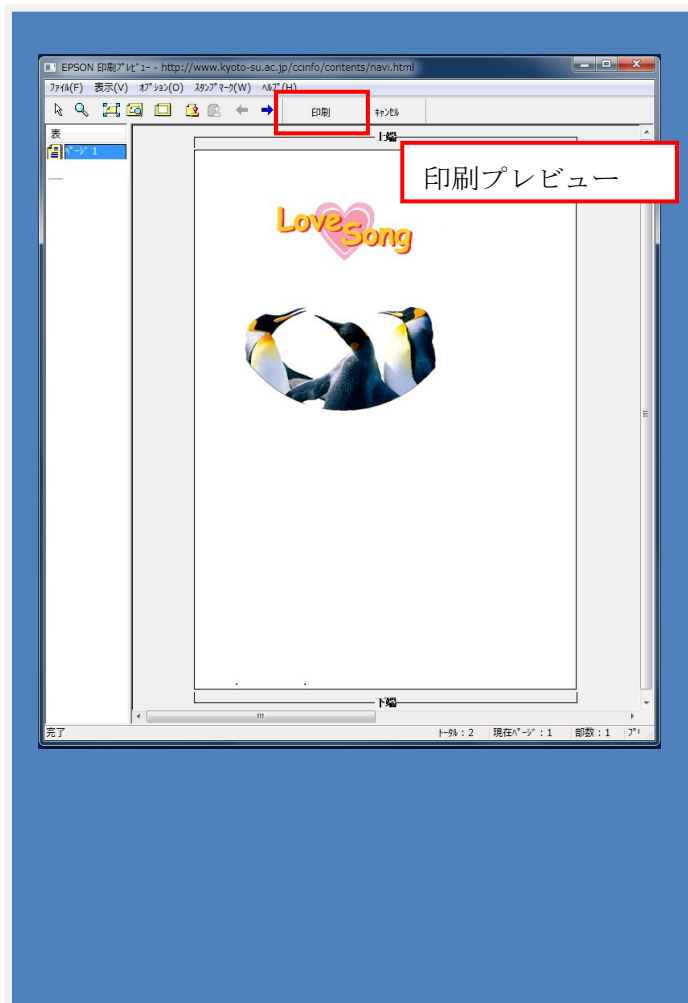 EPSON 印刷ﾌﾟﾚﾋﾞｭｰ - http://www.kyoto-su.ac.jp/ccinfo/contents/navi.html
ﾌｧｲﾙ(F) 表示(V) ｵﾌﾟｼｮﾝ(O) ｽﾀﾝﾌﾟﾏｰｸ(W) ﾍﾙﾌﾟ(H)
印刷 ｷｬﾝｾﾙ
表
ﾍﾟｰｼﾞ 1
上端
印刷プレビュー
Love
Song
下端
完了 ﾄｰﾀﾙ : 2 現在ﾍﾟｰｼﾞ : 1 部数 : 1